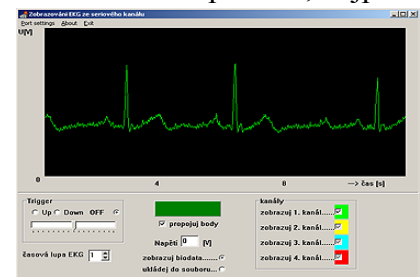 Zobrazování EKG ze seriového kanálu
Port settings About Exit
U[V]
0 4 8 --> čas [s]
Trigger
Up Down OFF
časová lupa EKG 1
propojuj body
Napětí 0 [V]
zobrazuj biodata......
ukládej do souboru...
kanály
zobrazuj 1. kanál.....
zobrazuj 2. kanál.....
zobrazuj 3. kanál.....
zobrazuj 4. kanál.....